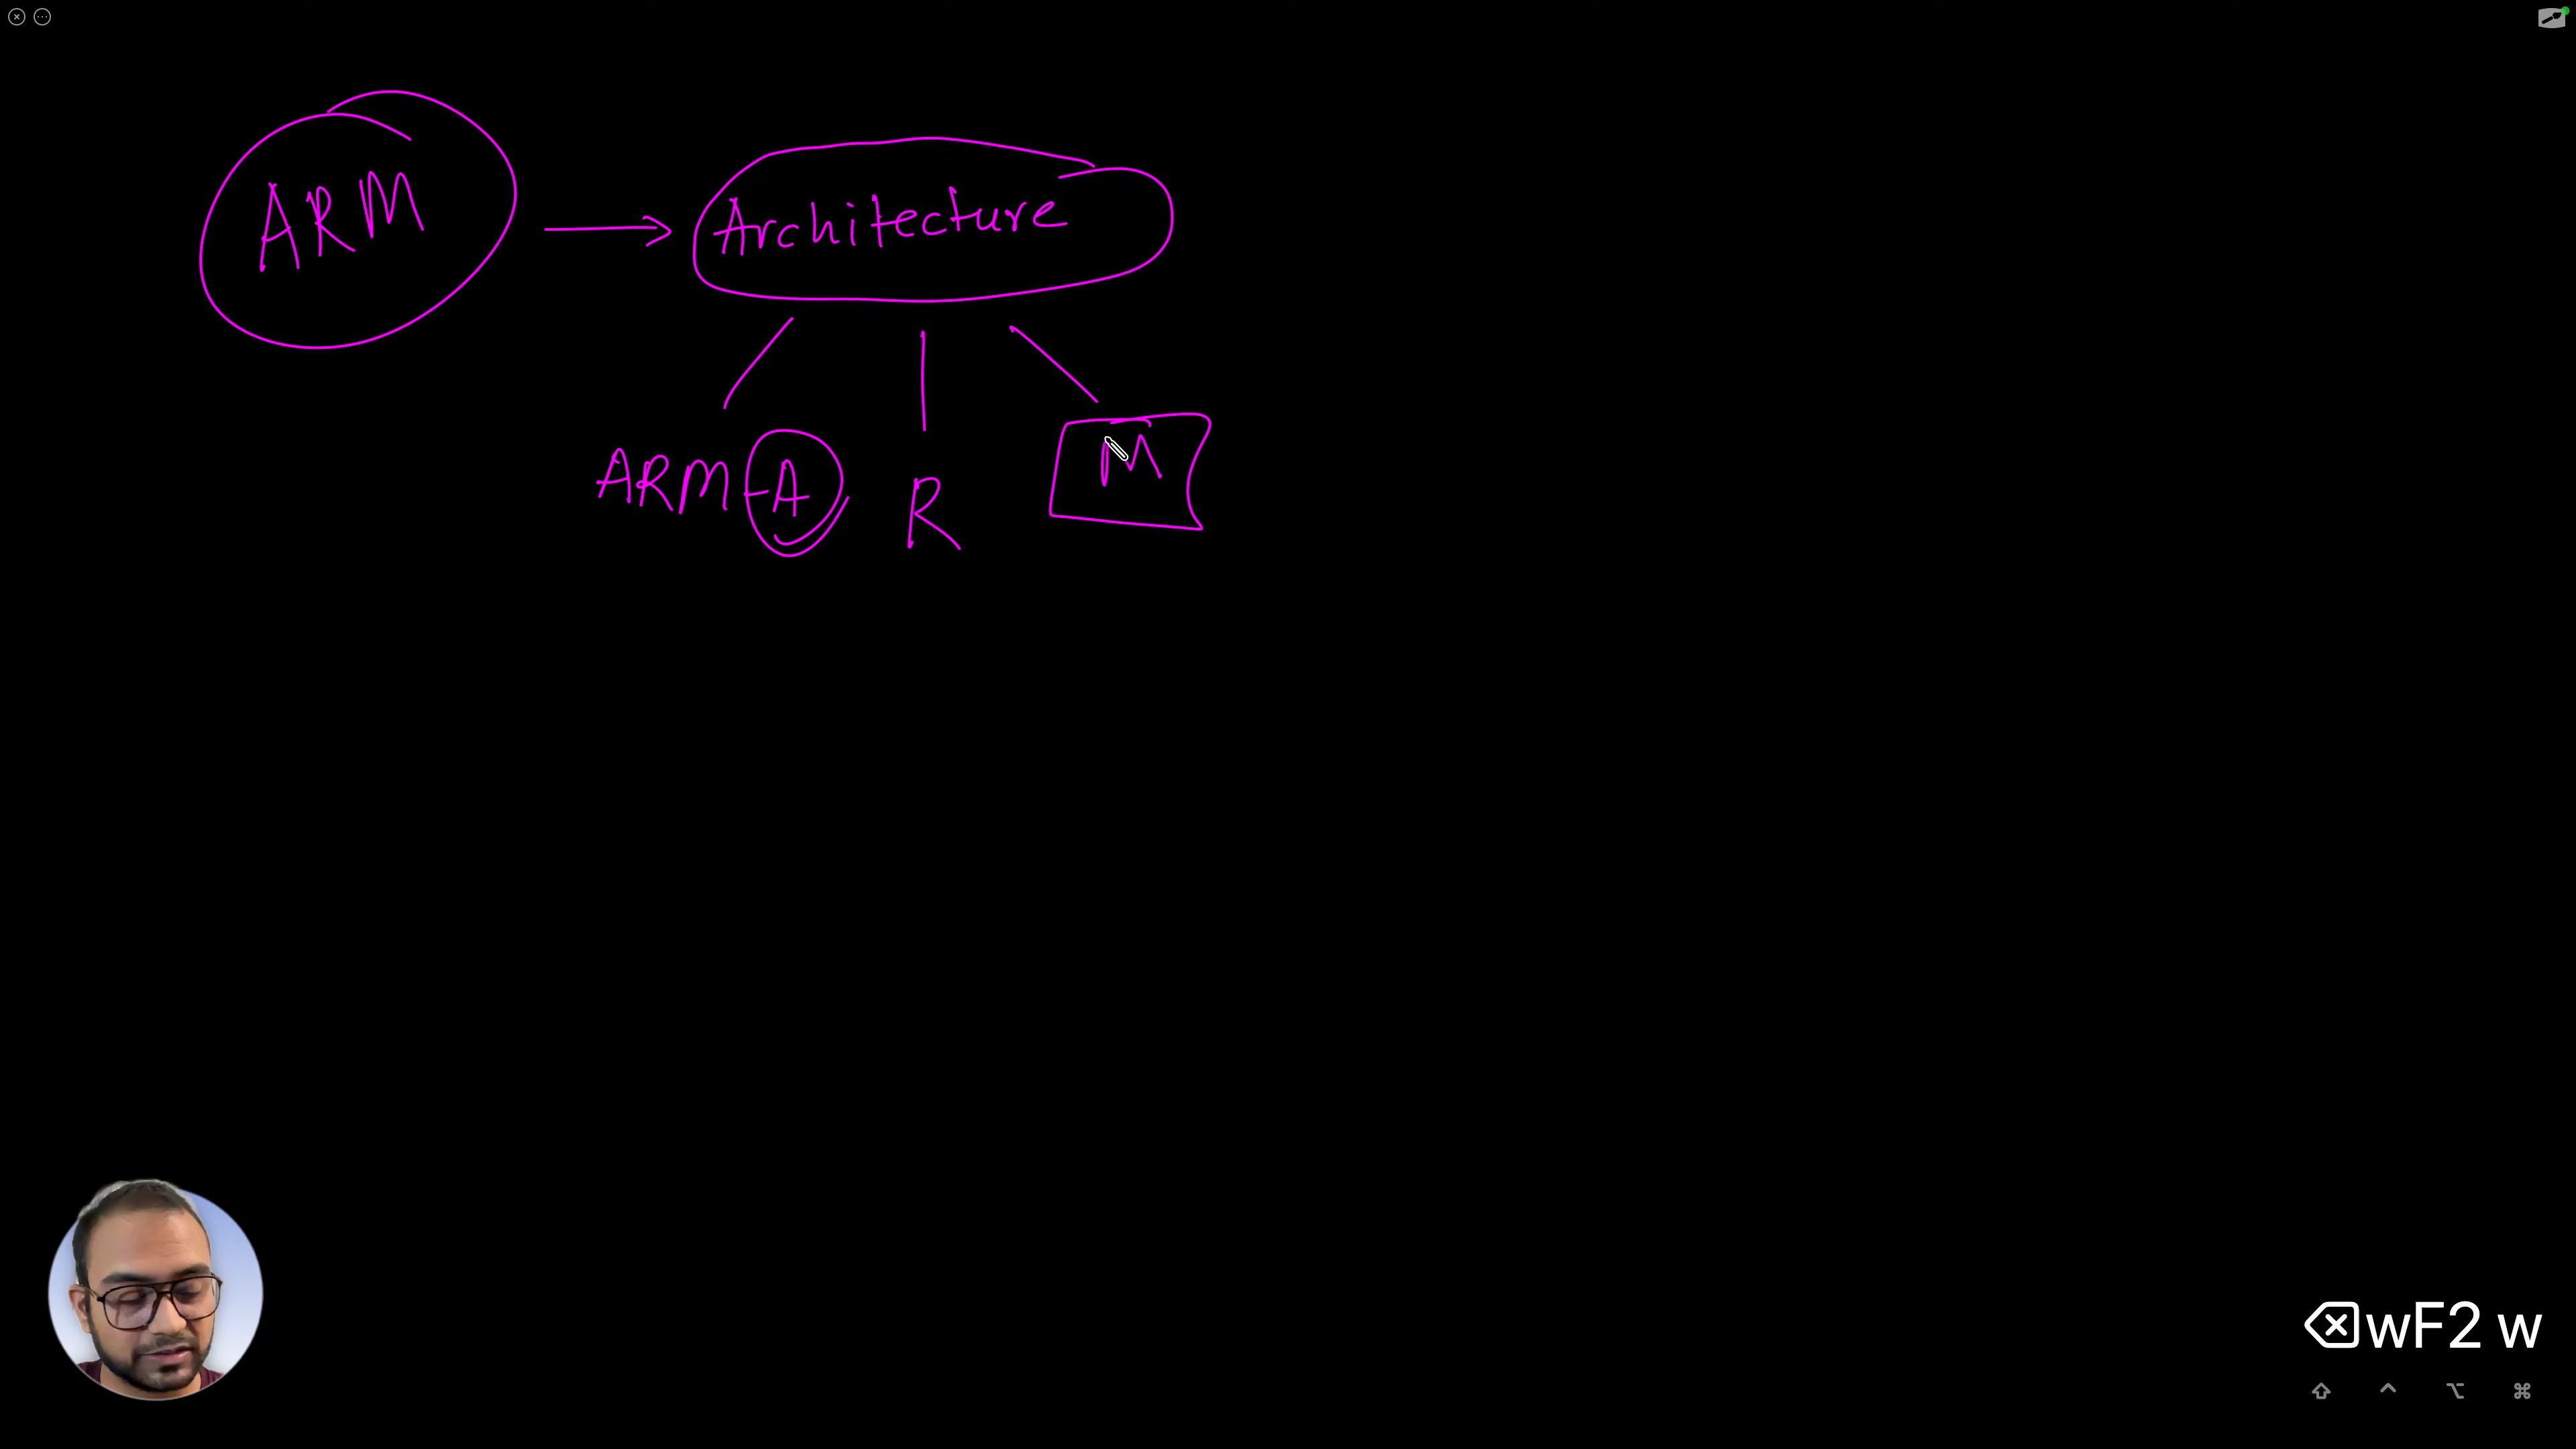 ARM
Architecture
ARM-A
R
M
⌫wF2 w
⇧ ^ ⌥ ⌘